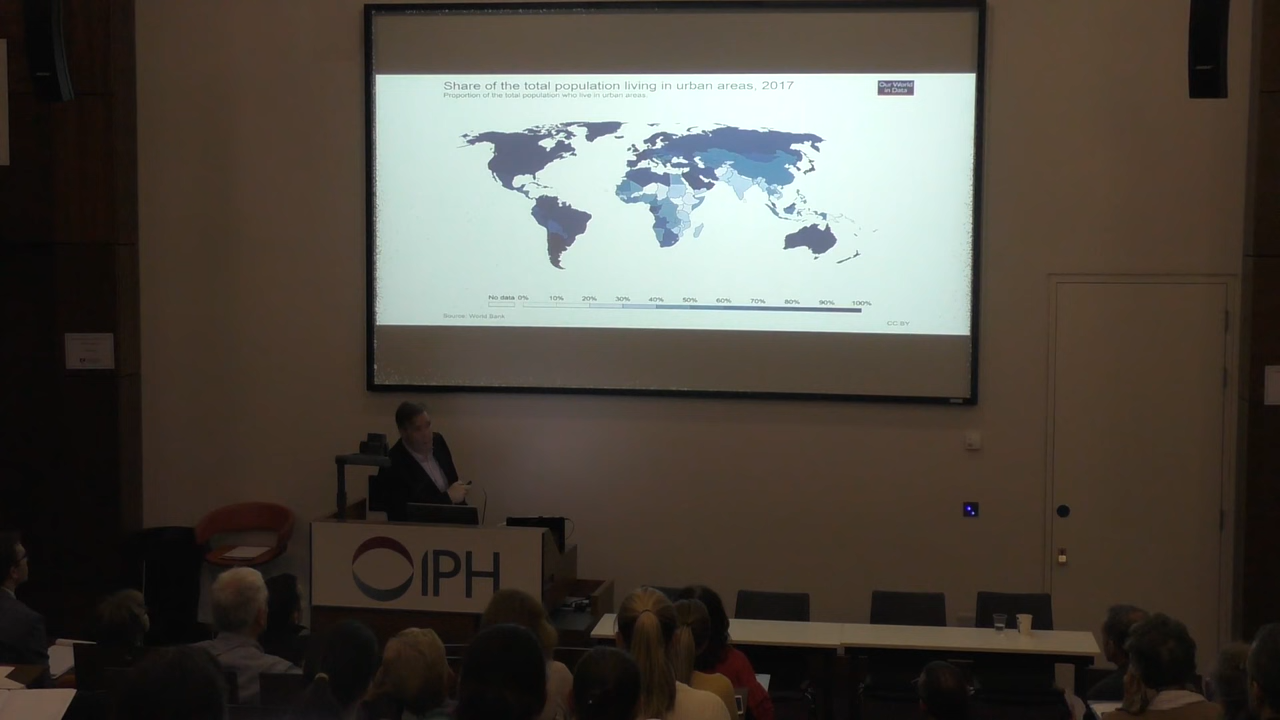 Share of the total population living in urban areas, 2017
Proportion of the total population who live in urban areas.
Our World
in Data
No data 0% 10% 20% 30% 40% 50% 60% 70% 80% 90% 100%
Source: World Bank
CC BY
IPH